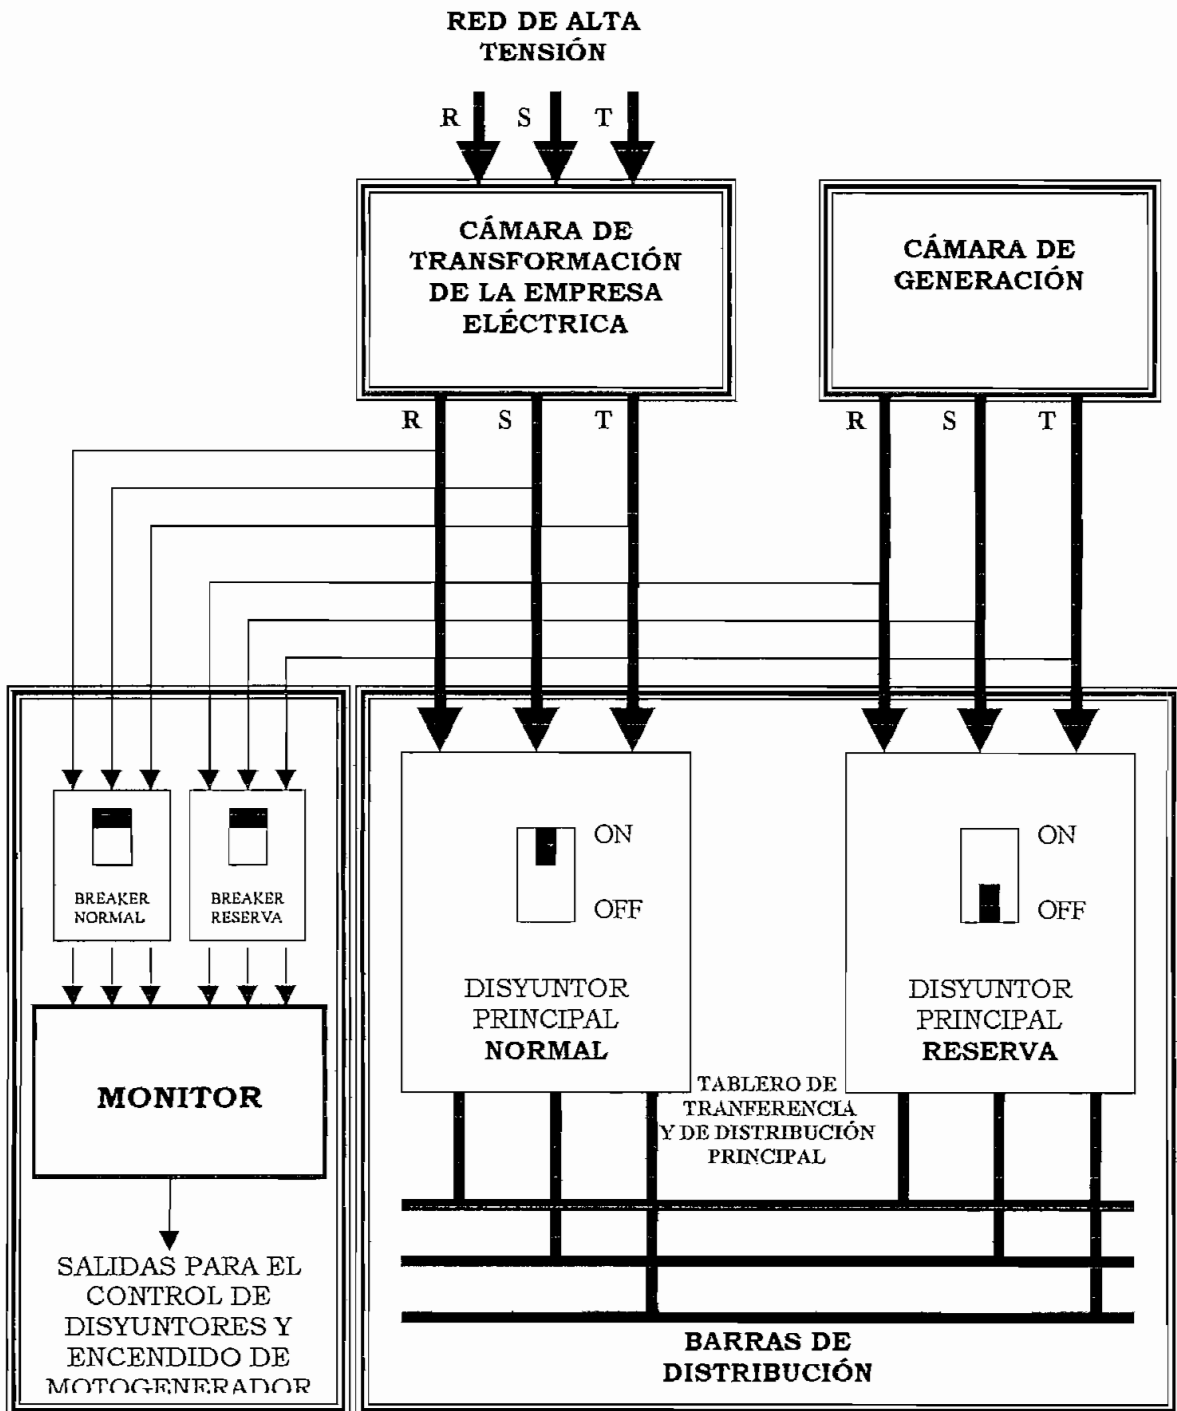 RED DE ALTA
TENSIÓN
R S T
CÁMARA DE
TRANSFORMACIÓN
DE LA EMPRESA
ELÉCTRICA
CÁMARA DE
GENERACIÓN
R S T
R S T
BREAKER
NORMAL
BREAKER
RESERVA
MONITOR
SALIDAS PARA EL
CONTROL DE
DISYUNTORES Y
ENCENDIDO DE
MOTOGENERADOR
ON
OFF
DISYUNTOR
PRINCIPAL
NORMAL
ON
OFF
DISYUNTOR
PRINCIPAL
RESERVA
TABLERO DE
TRANFERENCIA
Y DE DISTRIBUCIÓN
PRINCIPAL
BARRAS DE
DISTRIBUCIÓN